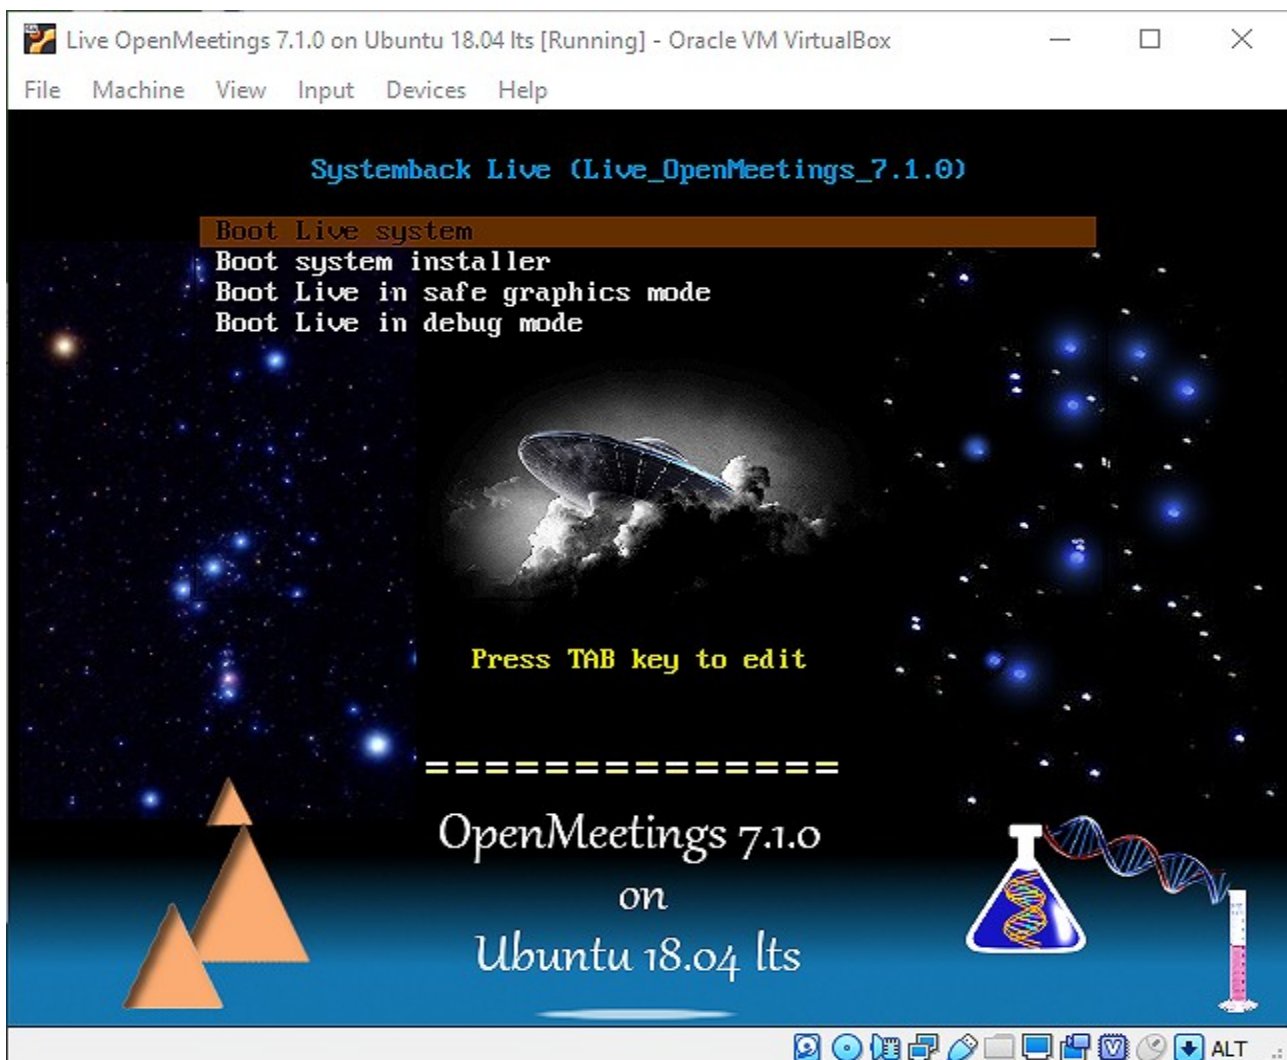 Live OpenMeetings 7.1.0 on Ubuntu 18.04 lts [Running] - Oracle VM VirtualBox
File Machine View Input Devices Help
Systemback Live (Live_OpenMeetings_7.1.0)
Boot Live system
Boot system installer
Boot Live in safe graphics mode
Boot Live in debug mode
Press TAB key to edit
OpenMeetings 7.1.0
on
Ubuntu 18.04 lts
ALT